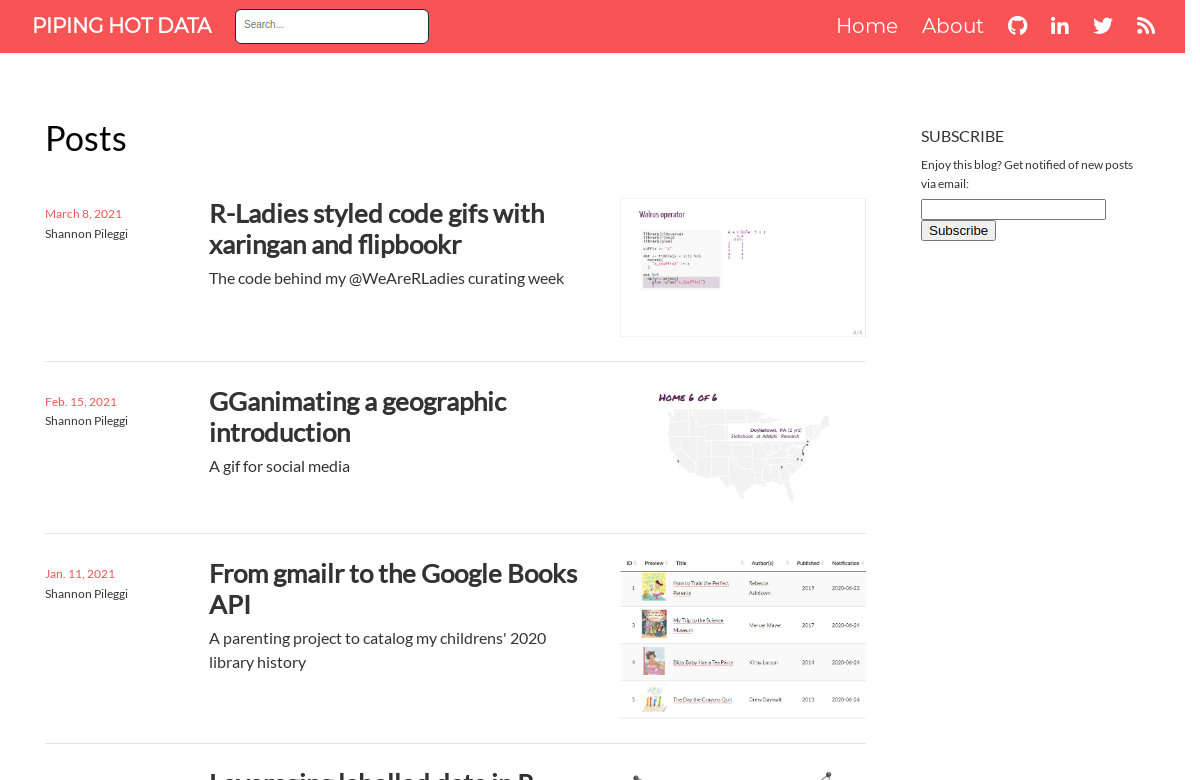 PIPING HOT DATA
Search...
Home
About
Posts
SUBSCRIBE
Enjoy this blog? Get notified of new posts
via email:
Subscribe
March 8, 2021
Shannon Pileggi
R-Ladies styled code gifs with
xaringan and flipbookr
The code behind my @WeAreRLadies curating week
Walrus operator
Feb. 15, 2021
Shannon Pileggi
GGanimating a geographic
introduction
A gif for social media
Home 6 of 6
Doylestown, PA (2 yrs)
Statistician at Adelphi Research
Jan. 11, 2021
Shannon Pileggi
From gmailr to the Google Books
API
A parenting project to catalog my childrens' 2020
library history
ID Preview Title Author(s) Published Notification
1 How to Train the Perfect Parents Rebecca Ashdown 2019 2020-06-22
3 My Trip to the Science Museum Mercer Mayer 2017 2020-06-24
4 Bitty Baby Has a Tea Party Kirby Larson 2014 2020-06-24
5 The Day the Crayons Quit Drew Daywalt 2013 2020-06-24
Leveraging labelled data in R